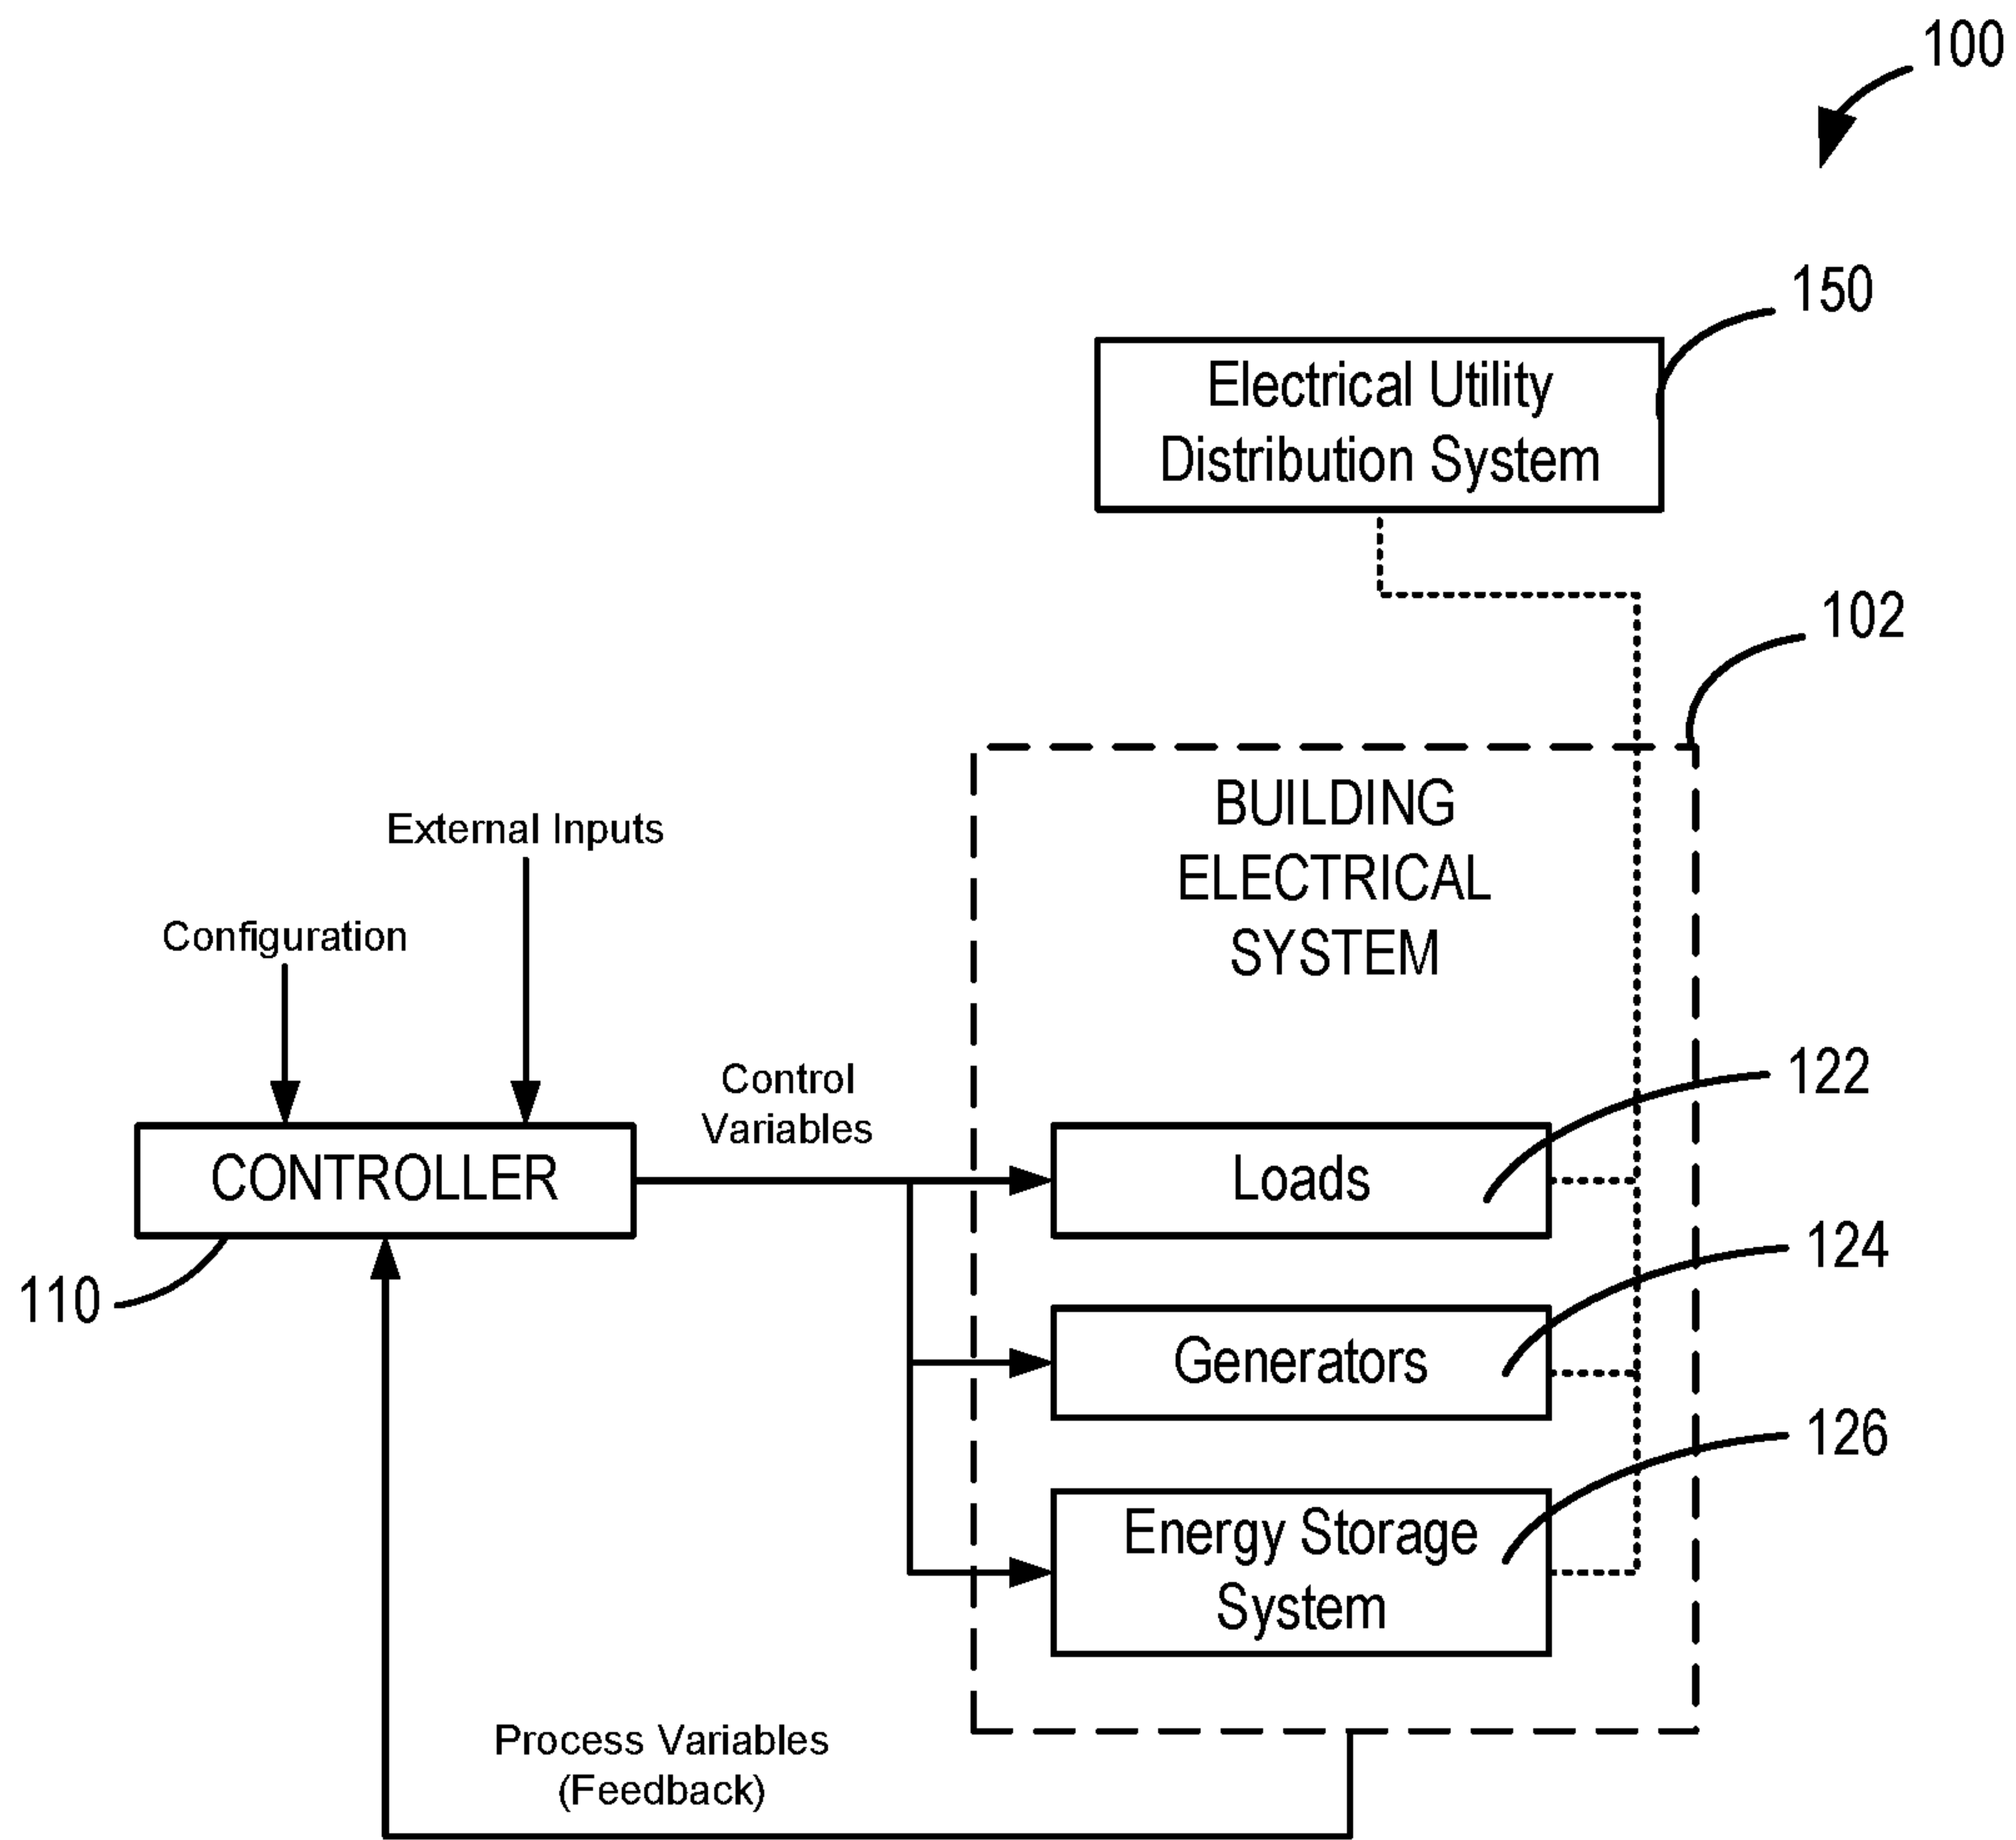 100
150
Electrical Utility
Distribution System
102
BUILDING
ELECTRICAL
SYSTEM
External Inputs
Configuration
Control
Variables
122
CONTROLLER
Loads
110
124
Generators
126
Energy Storage
System
Process Variables
(Feedback)